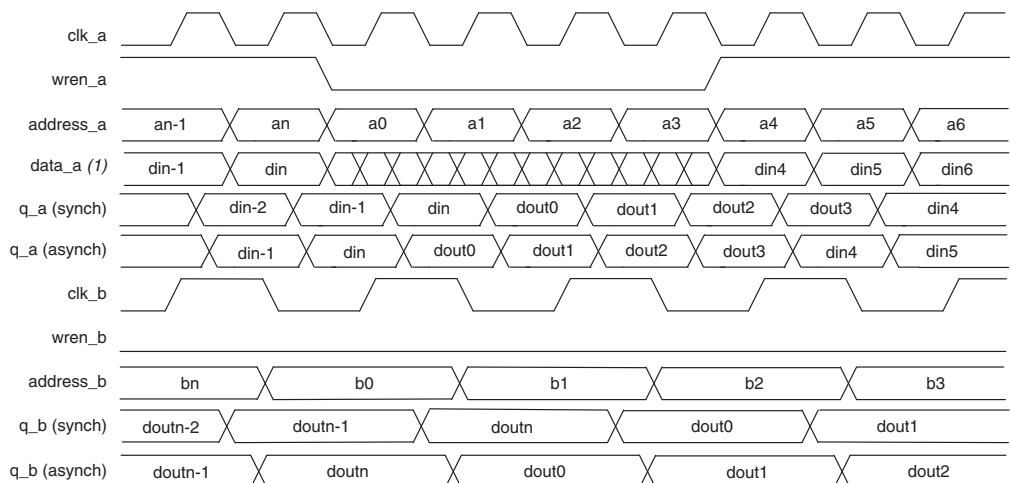 clk_a
wren_a
address_a an-1 an a0 a1 a2 a3 a4 a5 a6
data_a (1) din-1 din din4 din5 din6
q_a (synch) din-2 din-1 din dout0 dout1 dout2 dout3 din4
q_a (asynch) din-1 din dout0 dout1 dout2 dout3 din4 din5
clk_b
wren_b
address_b bn b0 b1 b2 b3
q_b (synch) doutn-2 doutn-1 doutn dout0 dout1
q_b (asynch) doutn-1 doutn dout0 dout1 dout2